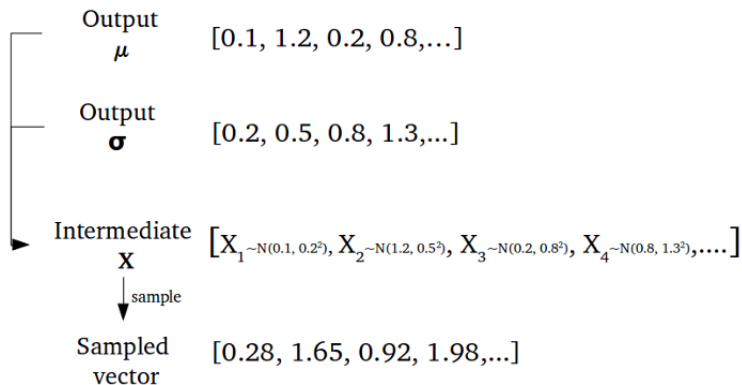 Output
μ
[0.1, 1.2, 0.2, 0.8,...]
Output
σ
[0.2, 0.5, 0.8, 1.3,...]
Intermediate
X
[X₁~N(0.1, 0.2²), X₂~N(1.2, 0.5²), X₃~N(0.2, 0.8²), X₄~N(0.8, 1.3²),....]
sample
Sampled
vector
[0.28, 1.65, 0.92, 1.98,...]